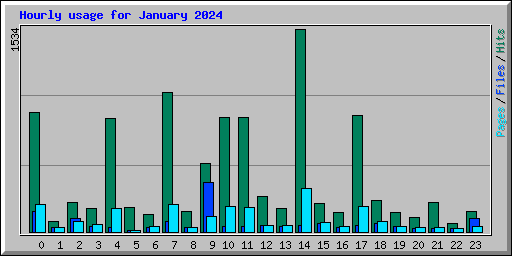 Hourly usage for January 2024
1534
Pages / Files / Hits
0 1 2 3 4 5 6 7 8 9 10 11 12 13 14 15 16 17 18 19 20 21 22 23